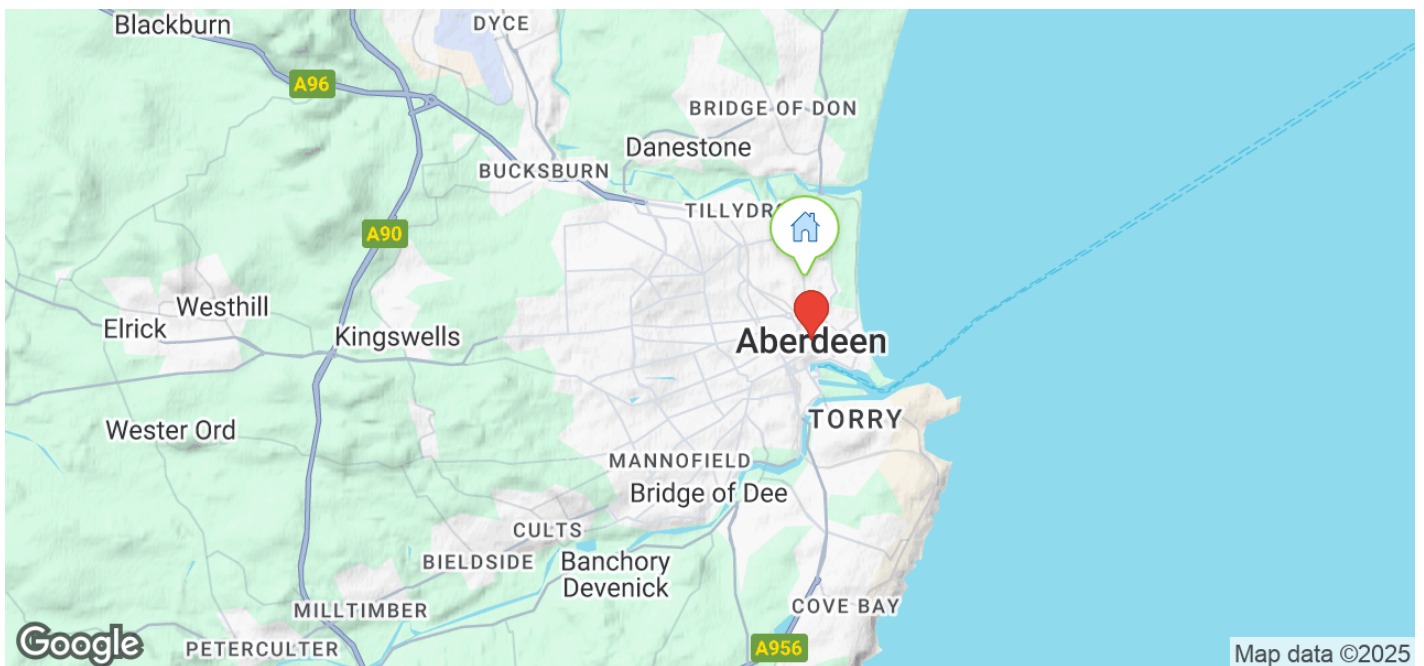 Blackburn
DYCE
A96
BRIDGE OF DON
Danestone
BUCKSBURN
TILLYDRO
A90
Westhill
Elrick
Kingswells
Aberdeen
TORRY
Wester Ord
MANNOFIELD
Bridge of Dee
CULTS
BIELDSIDE
Banchory
Devenick
MILLTIMBER
COVE BAY
PETERCULTER
A956
Google
Map data ©2025